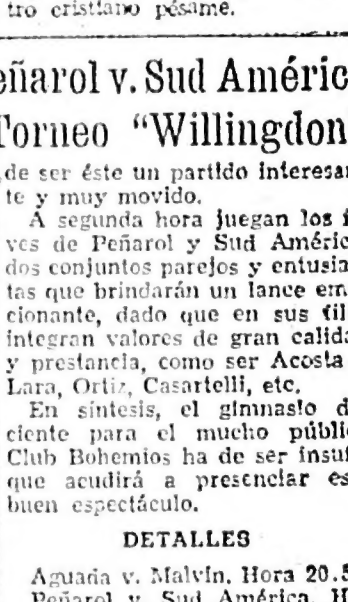 tro cristiano pésame.
eñarol v. Sud Améric
Torneo "Willingdon
de ser éste un partido interesan
te y muy movido.
A segunda hora juegan los j
ves de Peñarol y Sud Améric
dos conjuntos parejos y entusia
tas que brindarán un lance em
cionante, dado que en sus fil
integran valores de gran calida
y prestancia, como ser Acosta
Lara, Ortiz, Casartelli, etc.
En síntesis, el gimnasio d
ciente para el mucho públic
Club Bohemios ha de ser insuf
que acudirá a presenciar es
buen espectáculo.
DETALLES
Aguada v. Malvín. Hora 20.5
Peñarol v. Sud América. H